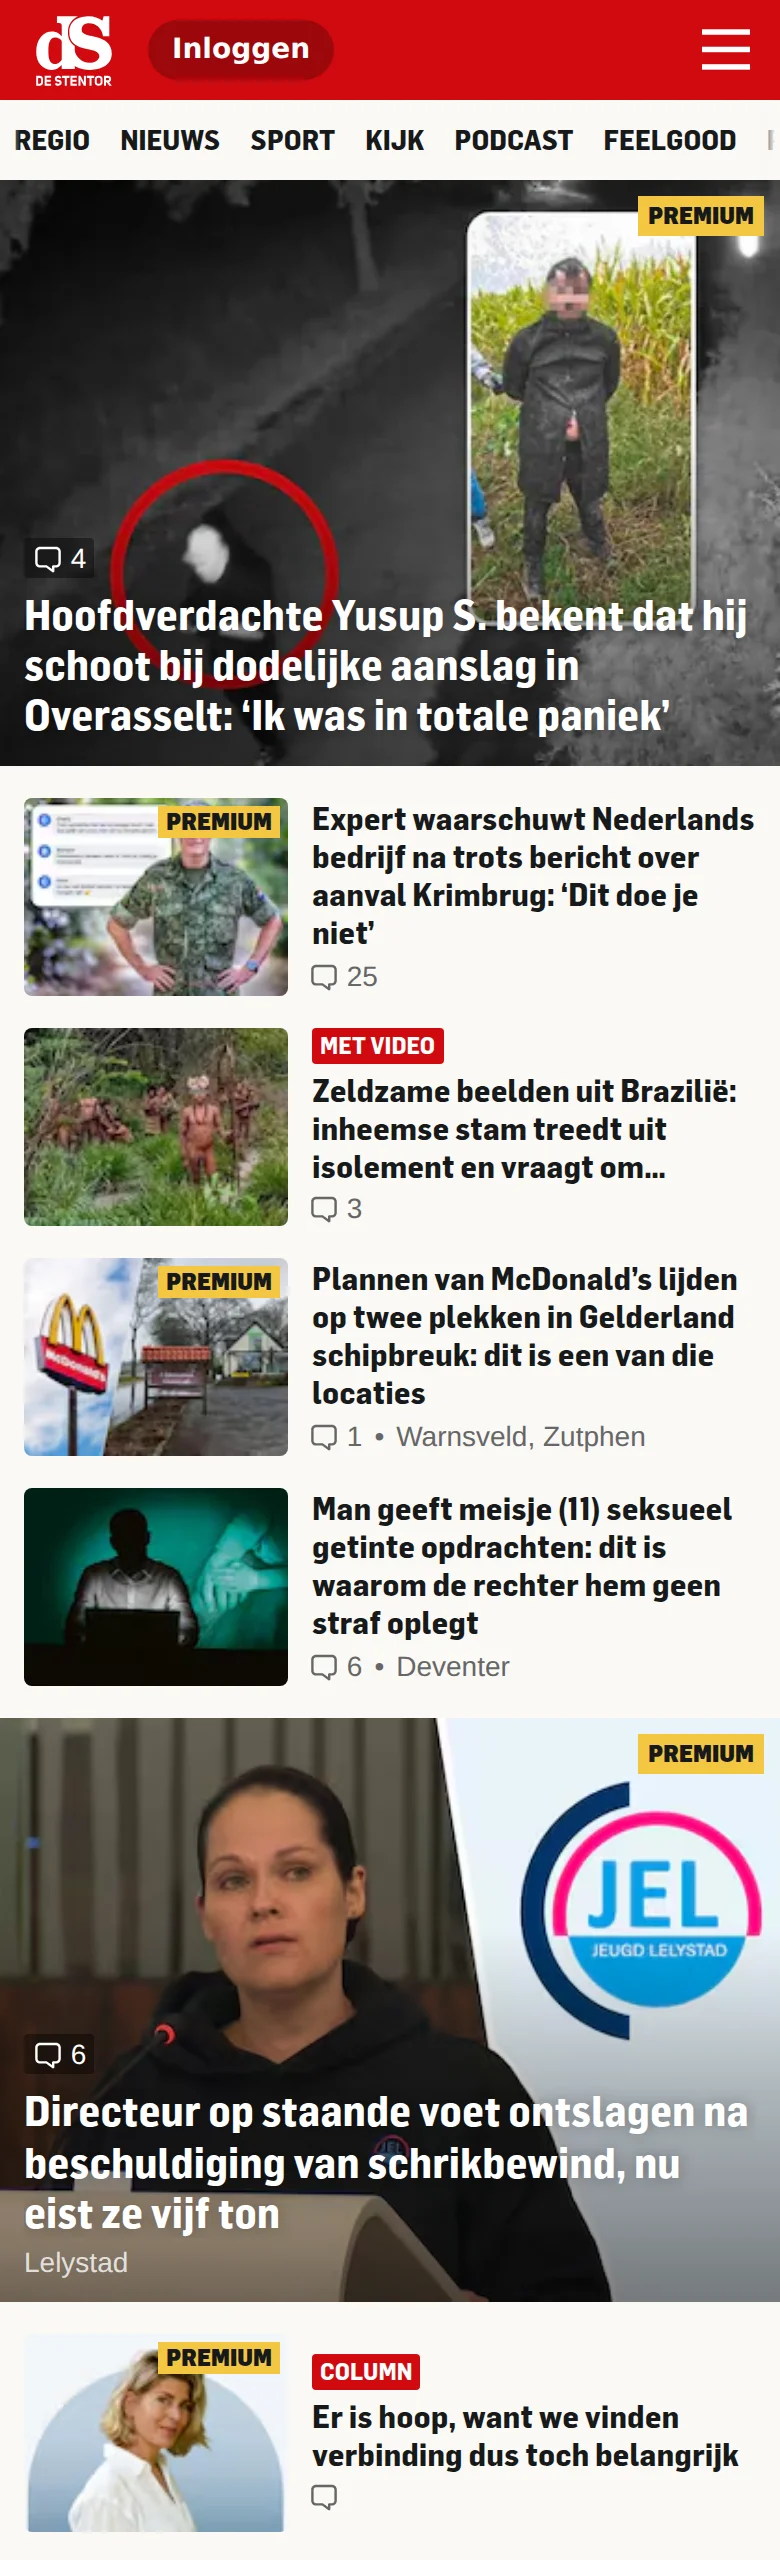 dS
DE STENTOR
Inloggen
REGIO NIEUWS SPORT KIJK PODCAST FEELGOOD
PREMIUM
4
Hoofdverdachte Yusup S. bekent dat hij
schoot bij dodelijke aanslag in
Overasselt: ‘Ik was in totale paniek’
PREMIUM
Expert waarschuwt Nederlands
bedrijf na trots bericht over
aanval Krimbrug: ‘Dit doe je
niet’
25
MET VIDEO
Zeldzame beelden uit Brazilië:
inheemse stam treedt uit
isolement en vraagt om...
3
PREMIUM
McDonald's
Plannen van McDonald’s lijden
op twee plekken in Gelderland
schipbreuk: dit is een van die
locaties
1 • Warnsveld, Zutphen
Man geeft meisje (11) seksueel
getinte opdrachten: dit is
waarom de rechter hem geen
straf oplegt
6 • Deventer
PREMIUM
JEL
JEUGD LELYSTAD
6
JEL
Directeur op staande voet ontslagen na
beschuldiging van schrikbewind, nu
eist ze vijf ton
Lelystad
PREMIUM
COLUMN
Er is hoop, want we vinden
verbinding dus toch belangrijk